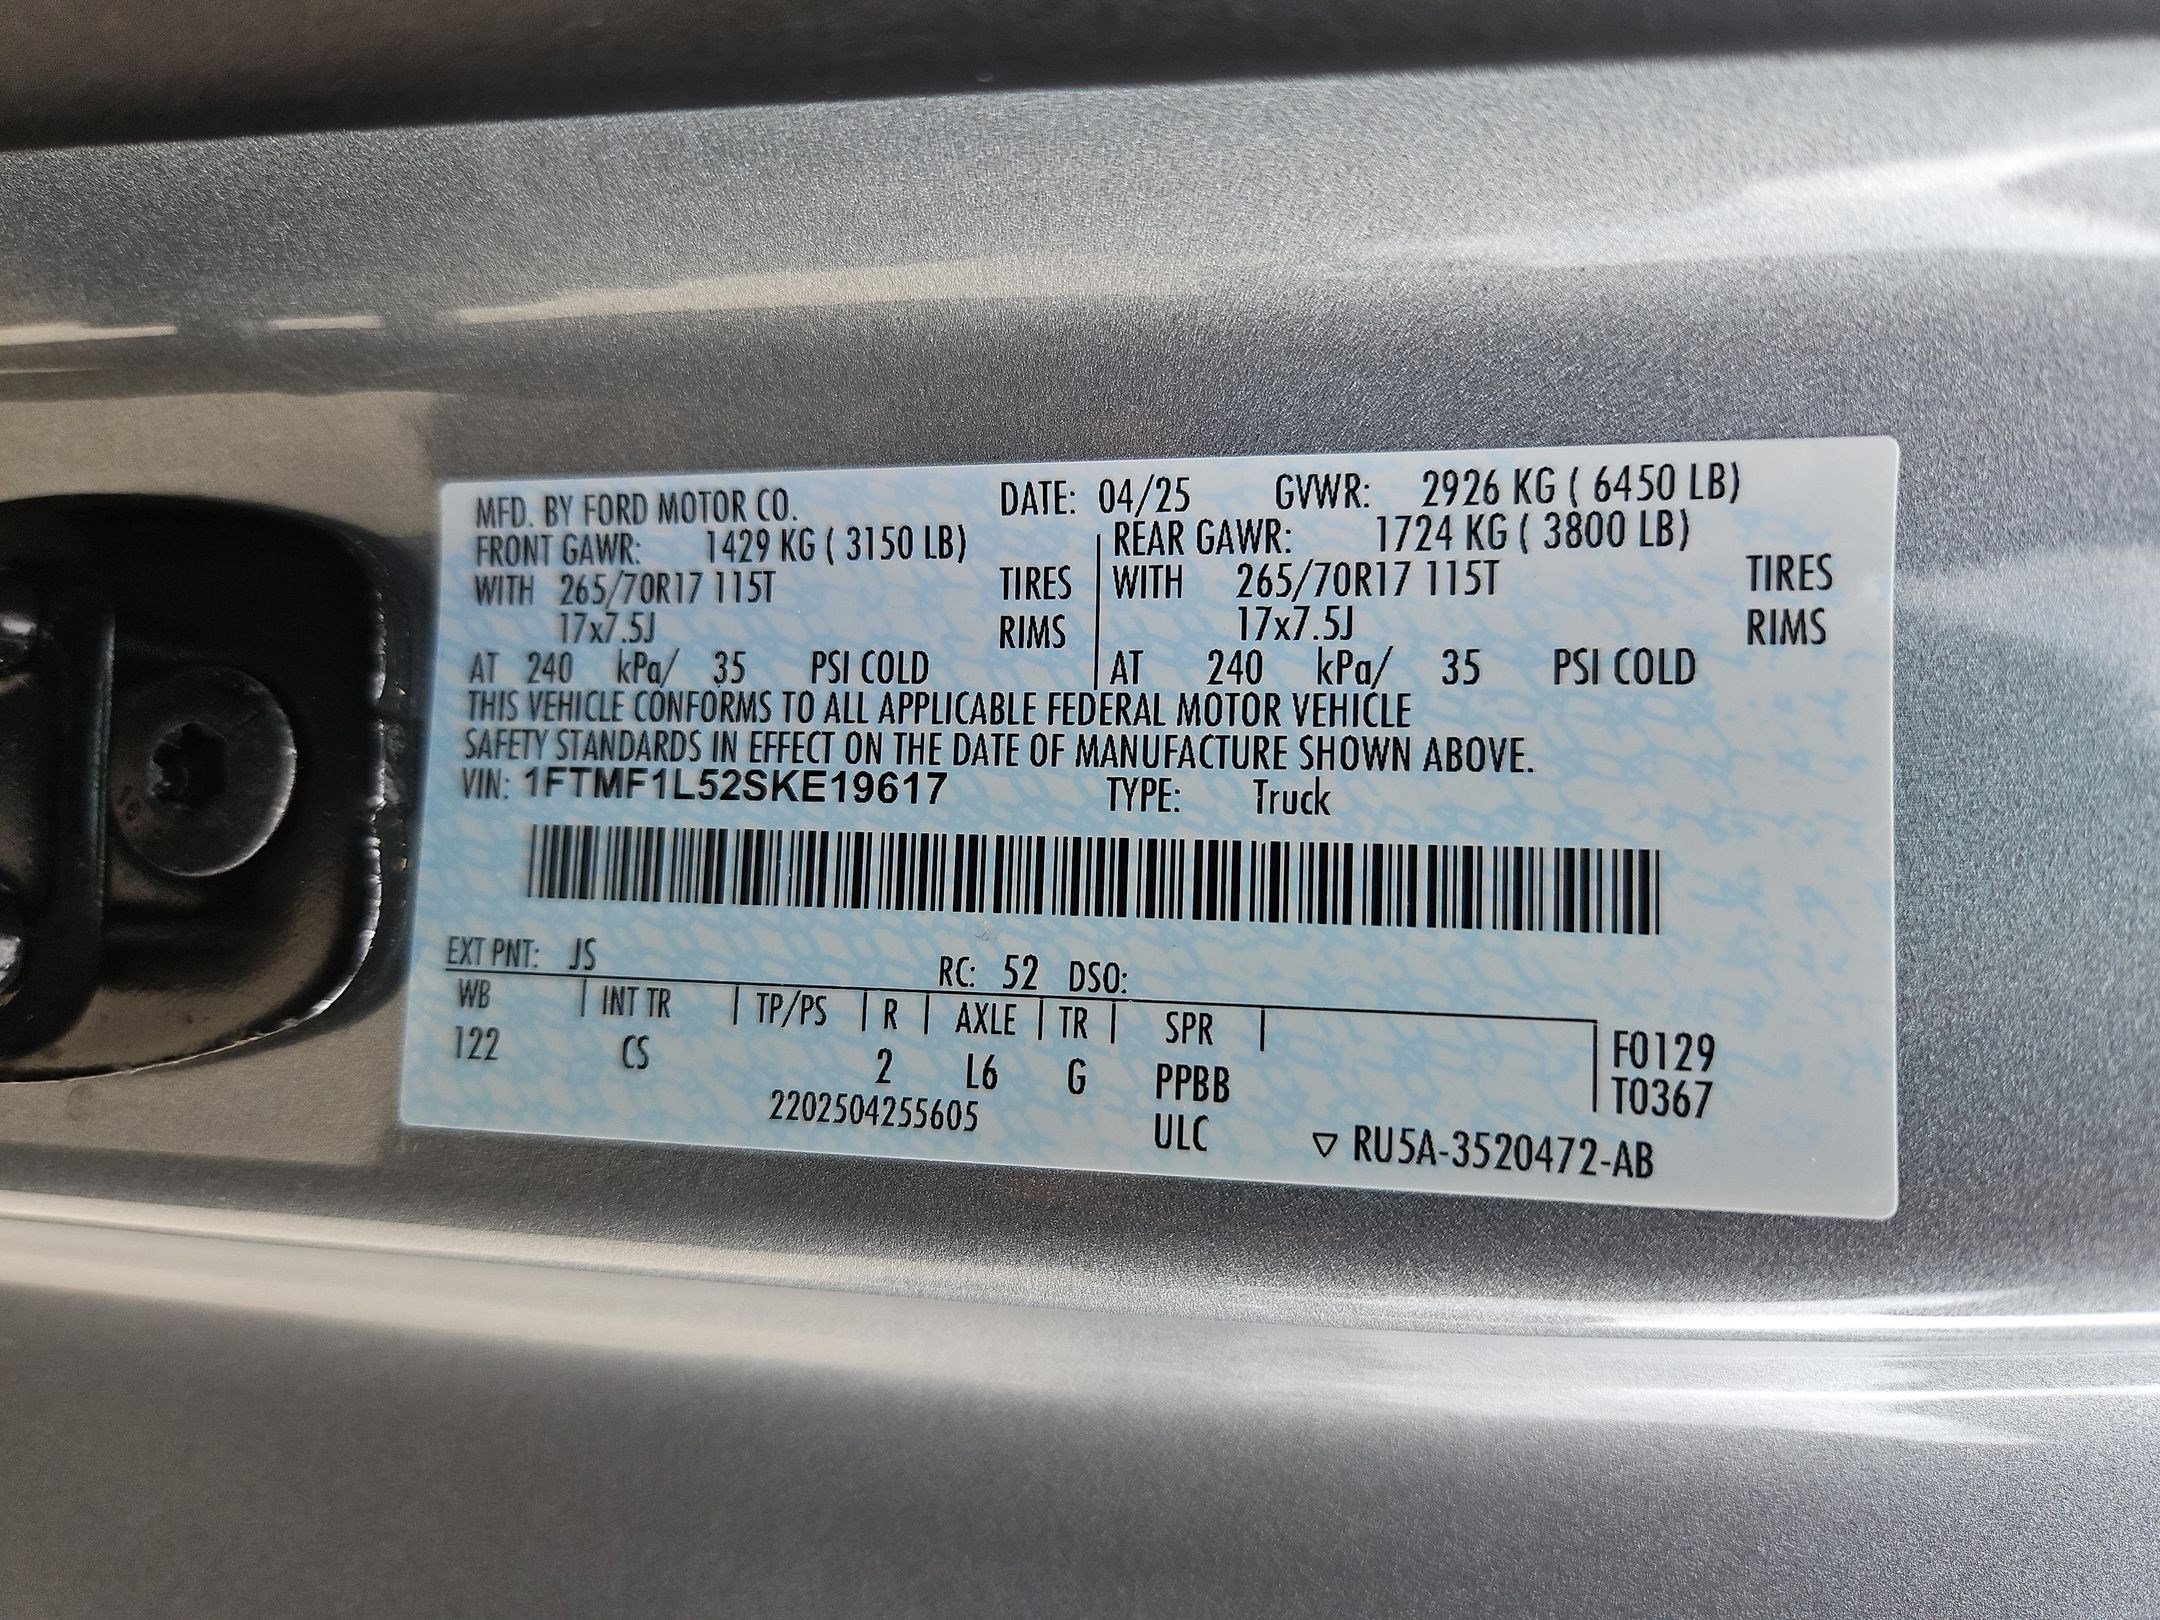 MFD. BY FORD MOTOR CO. DATE: 04/25 GVWR: 2926 KG ( 6450 LB)
FRONT GAWR: 1429 KG ( 3150 LB) REAR GAWR: 1724 KG ( 3800 LB)
WITH 265/70R17 115T TIRES WITH 265/70R17 115T TIRES
17x7.5J RIMS 17x7.5J RIMS
AT 240 kPa/ 35 PSI COLD AT 240 kPa/ 35 PSI COLD
THIS VEHICLE CONFORMS TO ALL APPLICABLE FEDERAL MOTOR VEHICLE
SAFETY STANDARDS IN EFFECT ON THE DATE OF MANUFACTURE SHOWN ABOVE.
VIN: 1FTMF1L52SKE19617 TYPE: Truck
EXT PNT: JS RC: 52 DSO:
WB INT TR TP/PS R AXLE TR SPR F0129
122 CS 2 L6 G PPBB T0367
2202504255605 ULC ▽ RU5A-3520472-AB